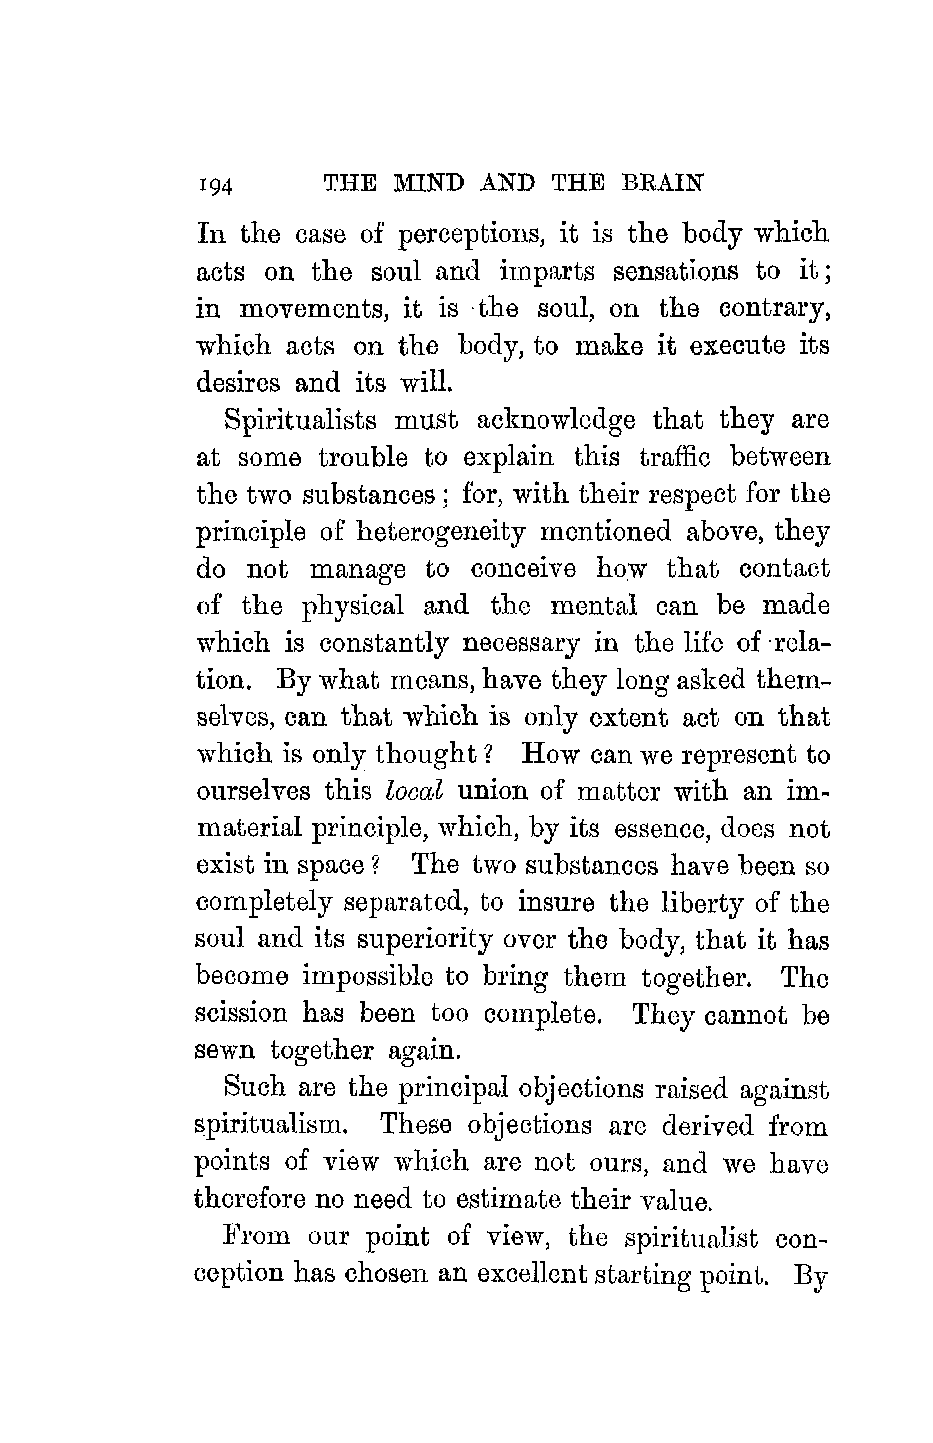 194 THE MIND AND THE BRAIN
In the case of perceptions, it is the body which
acts on the soul and imparts sensations to it;
in movements, it is the soul, on the contrary,
which acts on the body, to make it execute its
desires and its will.
Spiritualists must acknowledge that they are
at some trouble to explain this traffic between
the two substances; for, with their respect for the
principle of heterogeneity mentioned above, they
do not manage to conceive how that contact
of the physical and the mental can be made
which is constantly necessary in the life of rela-
tion. By what means, have they long asked them-
selves, can that which is only extent act on that
which is only thought? How can we represent to
ourselves this local union of matter with an im-
material principle, which, by its essence, does not
exist in space? The two substances have been so
completely separated, to insure the liberty of the
soul and its superiority over the body, that it has
become impossible to bring them together. The
scission has been too complete. They cannot be
sewn together again.
Such are the principal objections raised against
spiritualism. These objections are derived from
points of view which are not ours, and we have
therefore no need to estimate their value.
From our point of view, the spiritualist con-
ception has chosen an excellent starting point. By